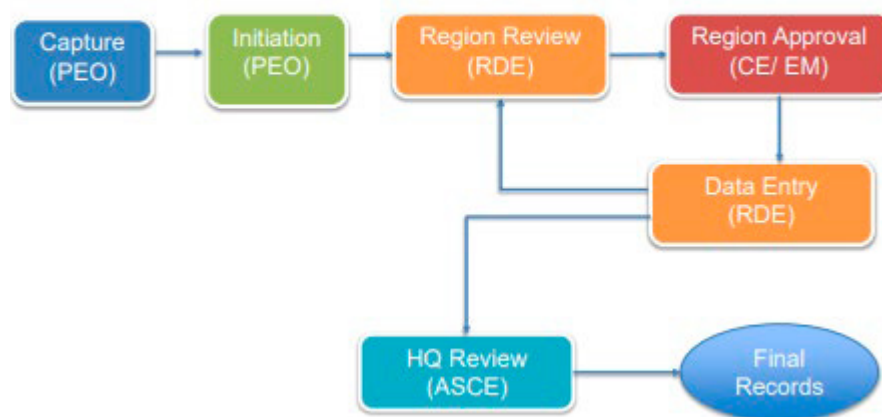 Capture
(PEO)
Initiation
(PEO)
Region Review
(RDE)
Region Approval
(CE/ EM)
Data Entry
(RDE)
HQ Review
(ASCE)
Final
Records